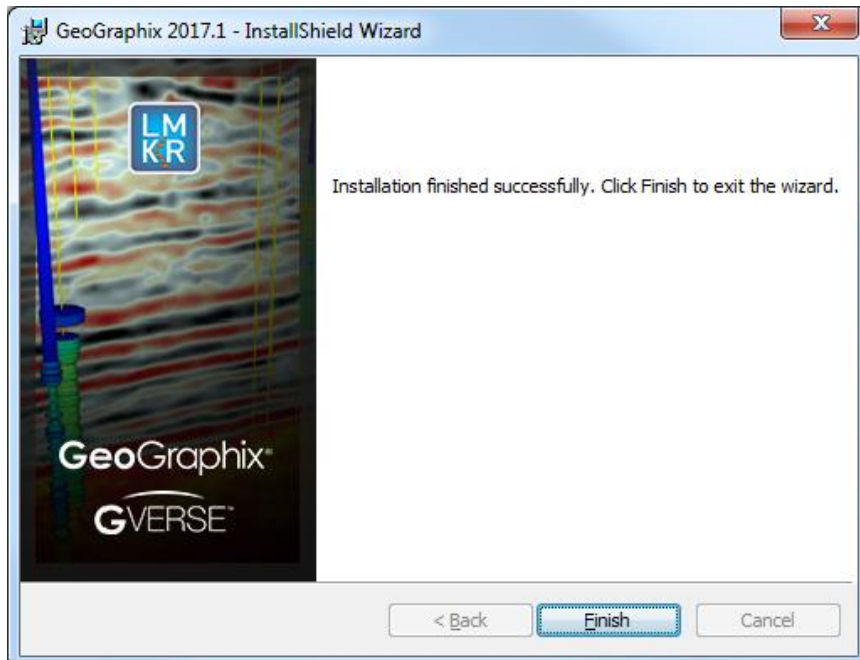 GeoGraphix 2017.1 - InstallShield Wizard
LM
KR
Installation finished successfully. Click Finish to exit the wizard.
GeoGraphix®
GVERSE™
< Back
Finish
Cancel